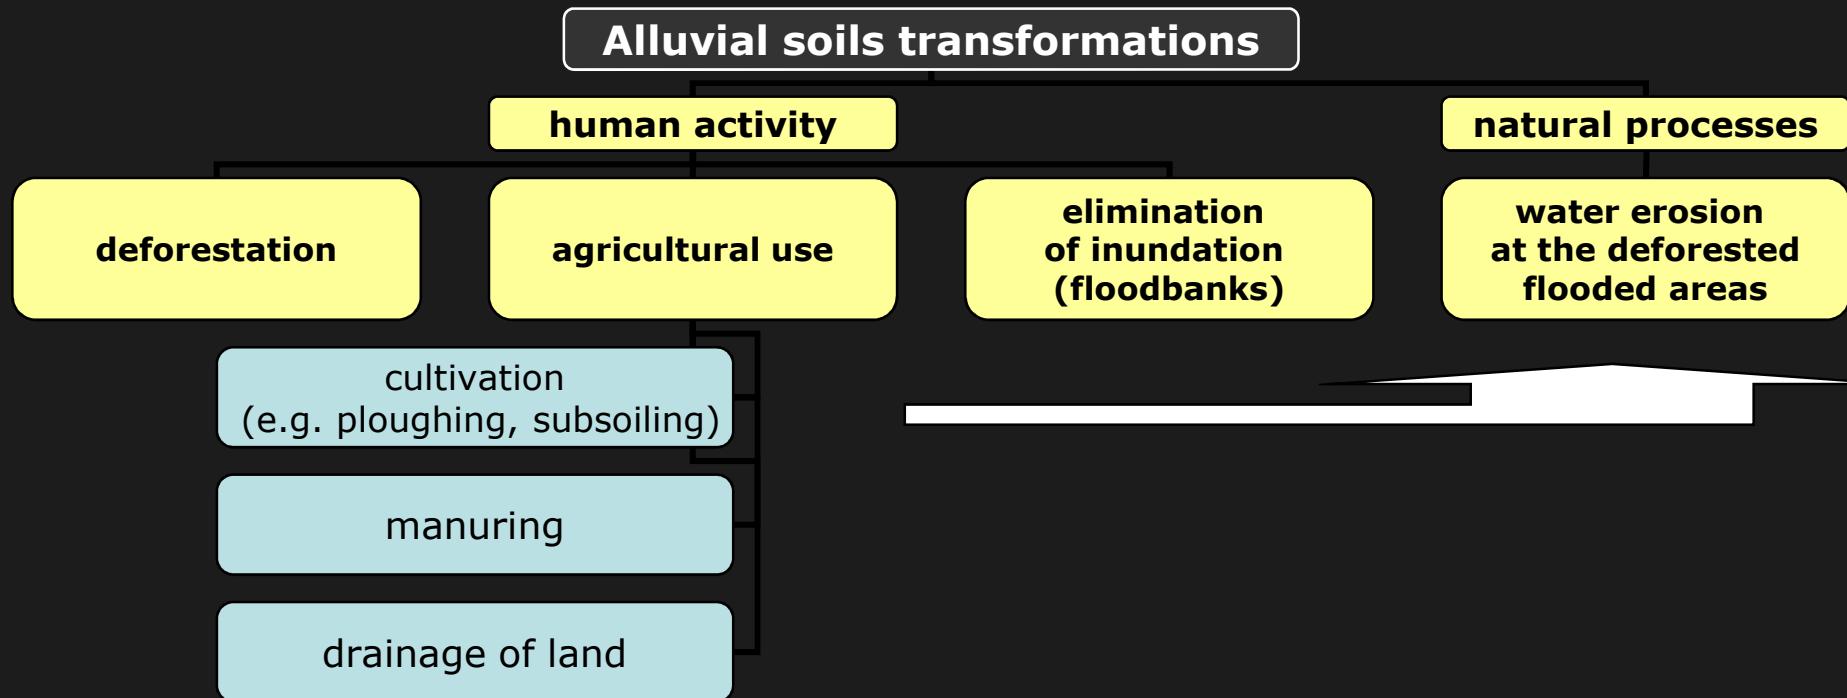 Alluvial soils transformations
human activity
natural processes
deforestation
agricultural use
elimination
of inundation
(floodbanks)
water erosion
at the deforested
flooded areas
cultivation
(e.g. ploughing, subsoiling)
manuring
drainage of land